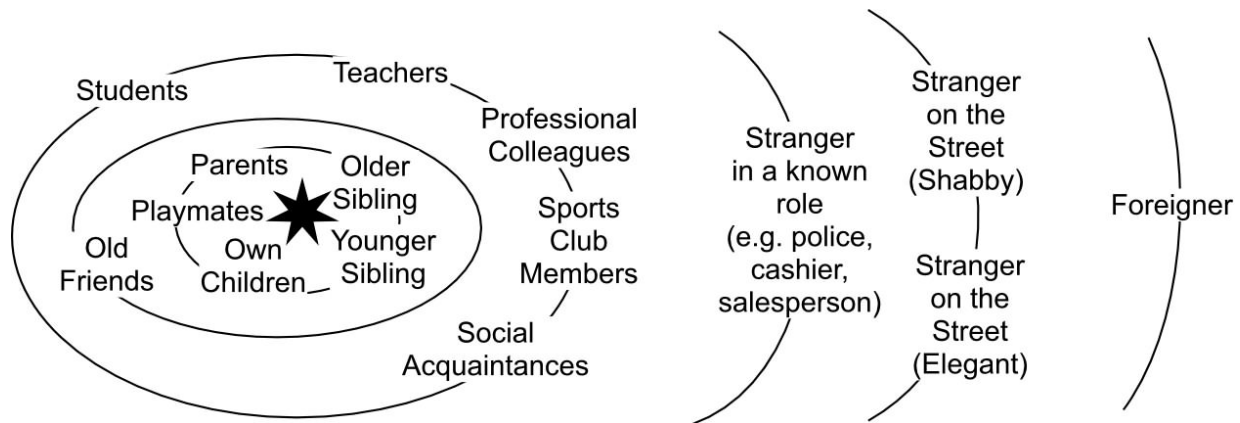 Students
Teachers
Professional
Colleagues
Parents
Older
Sibling
Playmates
Own
Children
Younger
Sibling
Old
Friends
Sports
Club
Members
Social
Acquaintances
Stranger
in a known
role
(e.g. police,
cashier,
salesperson)
Stranger
on the
Street
(Shabby)
Stranger
on the
Street
(Elegant)
Foreigner